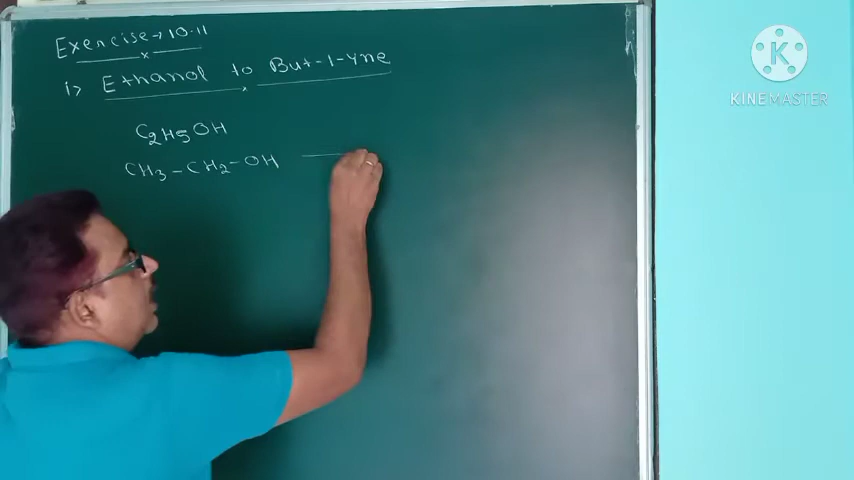 Exercise→10.11
i> Ethanol to But-1-yne
C2H5OH
CH3-CH2-OH
K
KINEMASTER